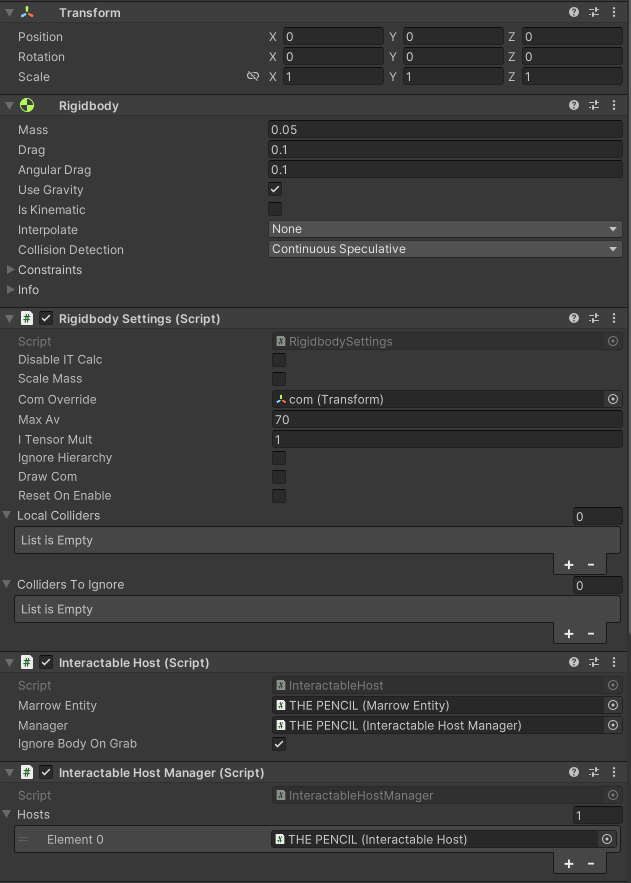 Transform
Position X 0 Y 0 Z 0
Rotation X 0 Y 0 Z 0
Scale X 1 Y 1 Z 1
Rigidbody
Mass 0.05
Drag 0.1
Angular Drag 0.1
Use Gravity
Is Kinematic
Interpolate None
Collision Detection Continuous Speculative
Constraints
Info
# Rigidbody Settings (Script)
Script # RigidbodySettings
Disable IT Calc
Scale Mass
Com Override com (Transform)
Max Av 70
I Tensor Mult 1
Ignore Hierarchy
Draw Com
Reset On Enable
Local Colliders 0
List is Empty
+ -
Colliders To Ignore 0
List is Empty
+ -
# Interactable Host (Script)
Script # InteractableHost
Marrow Entity # THE PENCIL (Marrow Entity)
Manager # THE PENCIL (Interactable Host Manager)
Ignore Body On Grab
# Interactable Host Manager (Script)
Script # InteractableHostManager
Hosts 1
= Element 0 # THE PENCIL (Interactable Host)
+ -